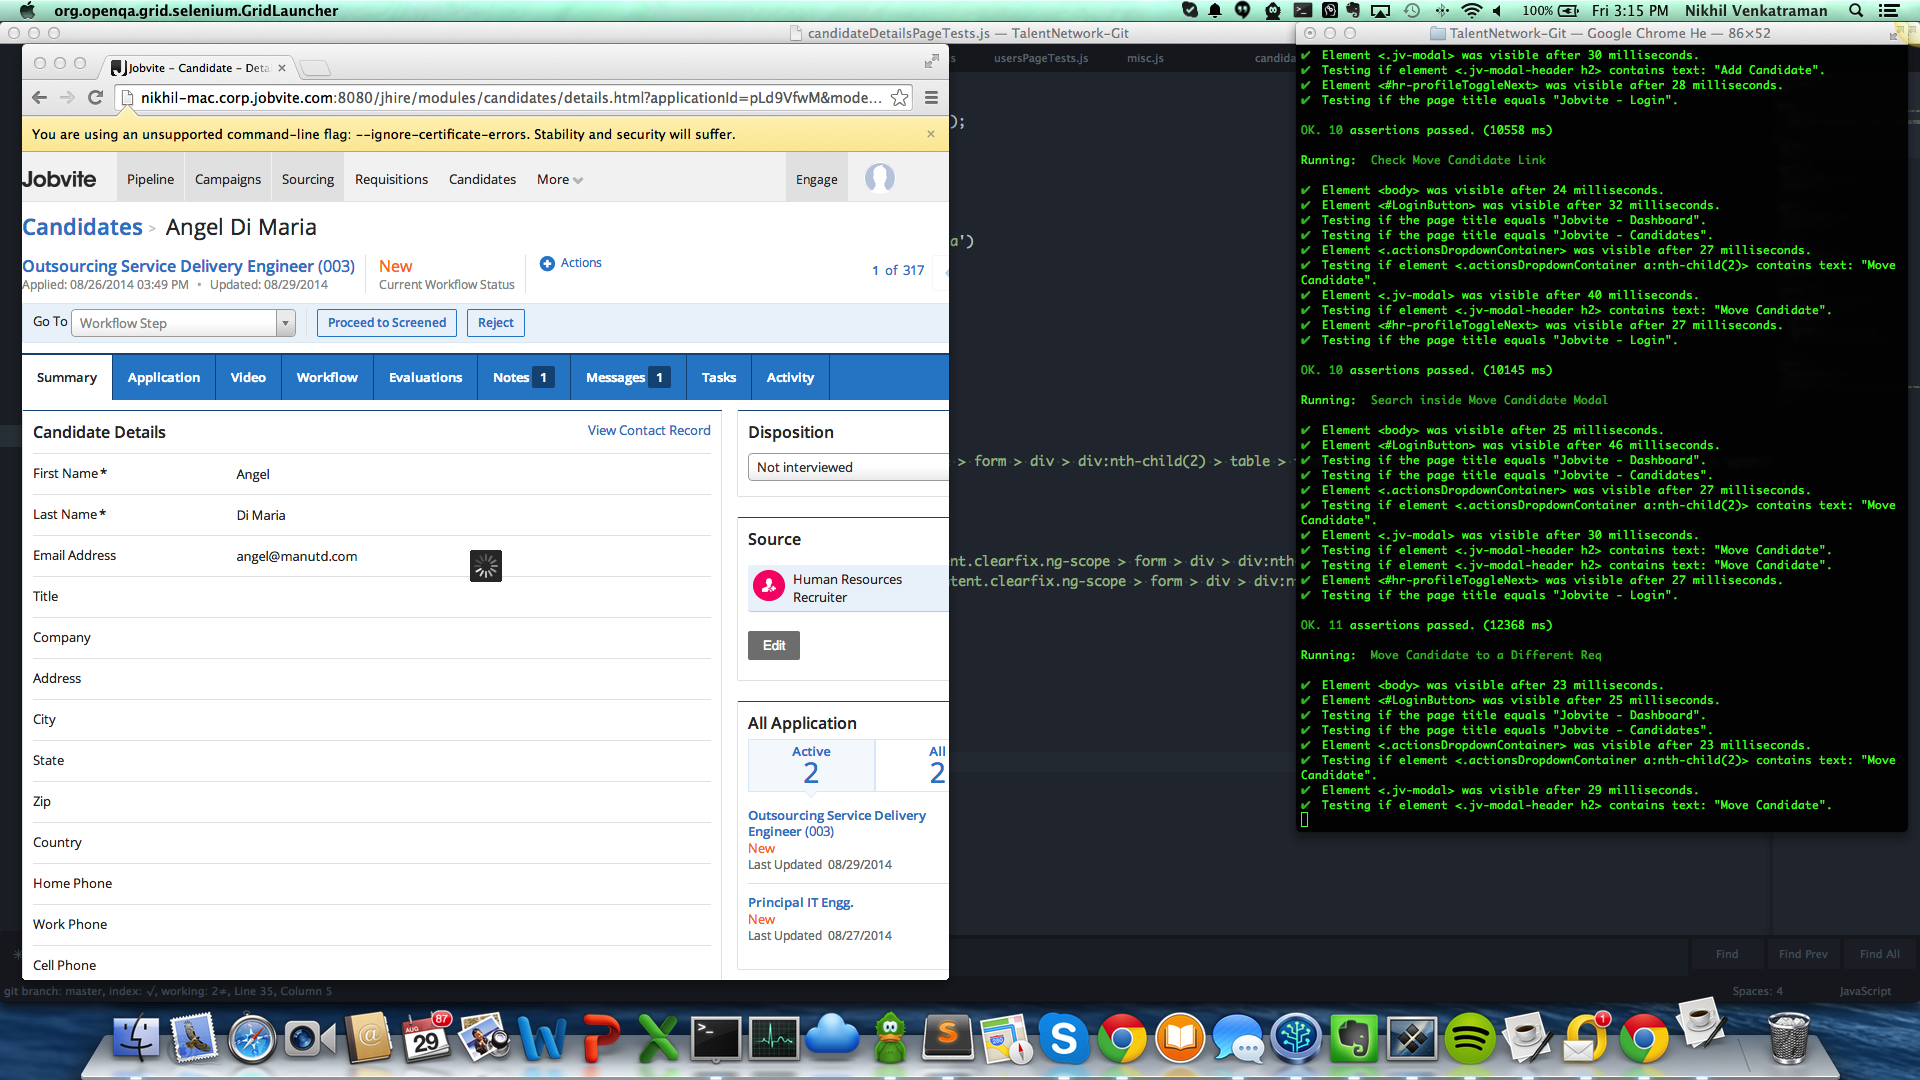 org.openqa.grid.selenium.GridLauncher
100%
Fri 3:15 PM
Nikhil Venkatraman
candidateDetailsPageTests.js — TalentNetwork-Git
usersPageTests.js
misc.js
Jobvite – Candidate – Deta
nikhil-mac.corp.jobvite.com:8080/jhire/modules/candidates/details.html?applicationId=pLd9VfwM&mode...
You are using an unsupported command-line flag: --ignore-certificate-errors. Stability and security will suffer.
Jobvite
Pipeline
Campaigns
Sourcing
Requisitions
Candidates
More
Engage
Candidates > Angel Di Maria
Outsourcing Service Delivery Engineer (003)
Applied: 08/26/2014 03:49 PM • Updated: 08/29/2014
New
Current Workflow Status
Actions
1 of 317
Go To
Workflow Step
Proceed to Screened
Reject
Summary
Application
Video
Workflow
Evaluations
Notes 1
Messages 1
Tasks
Activity
Candidate Details
View Contact Record
First Name*
Angel
Last Name*
Di Maria
Email Address
angel@manutd.com
Title
Company
Address
City
State
Zip
Country
Home Phone
Work Phone
Cell Phone
Disposition
Not interviewed
Source
Human Resources
Recruiter
Edit
All Application
Active
2
All
2
Outsourcing Service Delivery
Engineer (003)
New
Last Updated 08/29/2014
Principal IT Engg.
New
Last Updated 08/27/2014
);
a')
> form > div > div:nth-child(2) > table >
nt.clearfix.ng-scope > form > div > div:nth-
tent.clearfix.ng-scope > form > div > div:n
TalentNetwork-Git — Google Chrome He — 86×52
✔ Element <.jv-modal> was visible after 30 milliseconds.
✔ Testing if element <.jv-modal-header h2> contains text: "Add Candidate".
✔ Element <#hr-profileToggleNext> was visible after 28 milliseconds.
✔ Testing if the page title equals "Jobvite - Login".
OK. 10 assertions passed. (10558 ms)
Running: Check Move Candidate Link
✔ Element <body> was visible after 24 milliseconds.
✔ Element <#LoginButton> was visible after 32 milliseconds.
✔ Testing if the page title equals "Jobvite - Dashboard".
✔ Testing if the page title equals "Jobvite - Candidates".
✔ Element <.actionsDropdownContainer> was visible after 27 milliseconds.
✔ Testing if element <.actionsDropdownContainer a:nth-child(2)> contains text: "Move
Candidate".
✔ Element <.jv-modal> was visible after 40 milliseconds.
✔ Testing if element <.jv-modal-header h2> contains text: "Move Candidate".
✔ Element <#hr-profileToggleNext> was visible after 27 milliseconds.
✔ Testing if the page title equals "Jobvite - Login".
OK. 10 assertions passed. (10145 ms)
Running: Search inside Move Candidate Modal
✔ Element <body> was visible after 25 milliseconds.
✔ Element <#LoginButton> was visible after 46 milliseconds.
✔ Testing if the page title equals "Jobvite - Dashboard".
✔ Testing if the page title equals "Jobvite - Candidates".
✔ Element <.actionsDropdownContainer> was visible after 27 milliseconds.
✔ Testing if element <.actionsDropdownContainer a:nth-child(2)> contains text: "Move
Candidate".
✔ Element <.jv-modal> was visible after 30 milliseconds.
✔ Testing if element <.jv-modal-header h2> contains text: "Move Candidate".
✔ Testing if element <.jv-modal-header h2> contains text: "Move Candidate".
✔ Element <#hr-profileToggleNext> was visible after 27 milliseconds.
✔ Testing if the page title equals "Jobvite - Login".
OK. 11 assertions passed. (12368 ms)
Running: Move Candidate to a Different Req
✔ Element <body> was visible after 23 milliseconds.
✔ Element <#LoginButton> was visible after 25 milliseconds.
✔ Testing if the page title equals "Jobvite - Dashboard".
✔ Testing if the page title equals "Jobvite - Candidates".
✔ Element <.actionsDropdownContainer> was visible after 23 milliseconds.
✔ Testing if element <.actionsDropdownContainer a:nth-child(2)> contains text: "Move
Candidate".
✔ Element <.jv-modal> was visible after 29 milliseconds.
✔ Testing if element <.jv-modal-header h2> contains text: "Move Candidate".
Find
Find Prev
Find All
git branch: master, index: √, working: 2≠, Line 35, Column 5
Spaces: 4
JavaScript
AUG
29
87
1